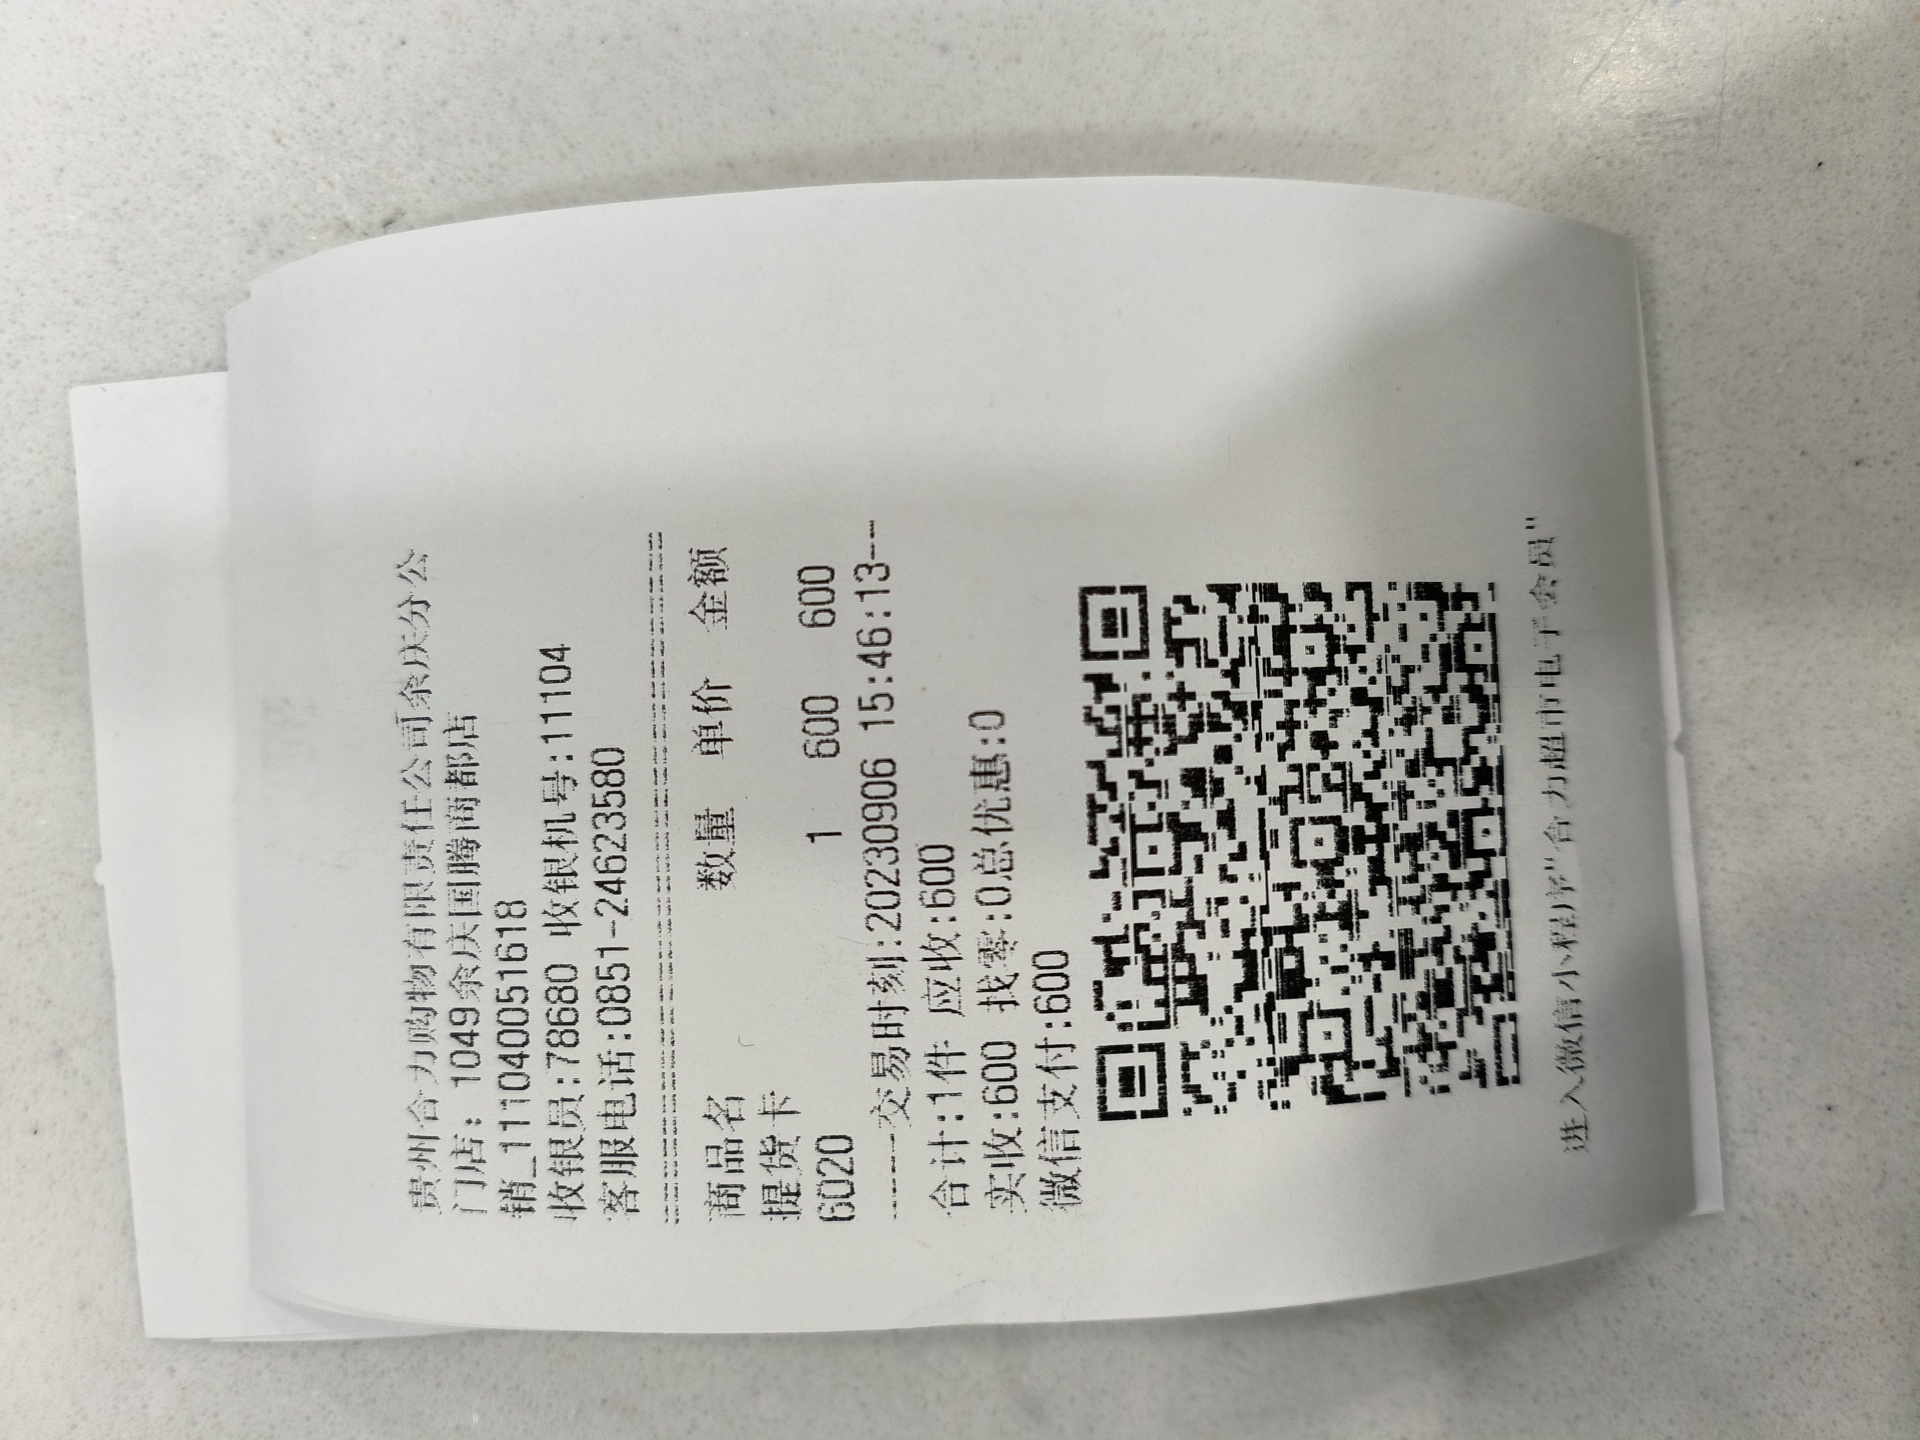 贵州合力购物有限责任公司余庆分公
门店：1049余庆国腾商都店
销_111040051618
收银员:78680 收银机号:11104
客服电话:0851-24623580
商品名 数量 单价 金额
提货卡
6020 1 600 600
-----交易时刻:20230906 15:46:13---
合计:1件 应收:600
实收:600 找零:0总优惠:0
微信支付:600
进入微信小程序"合力超市电子会员"